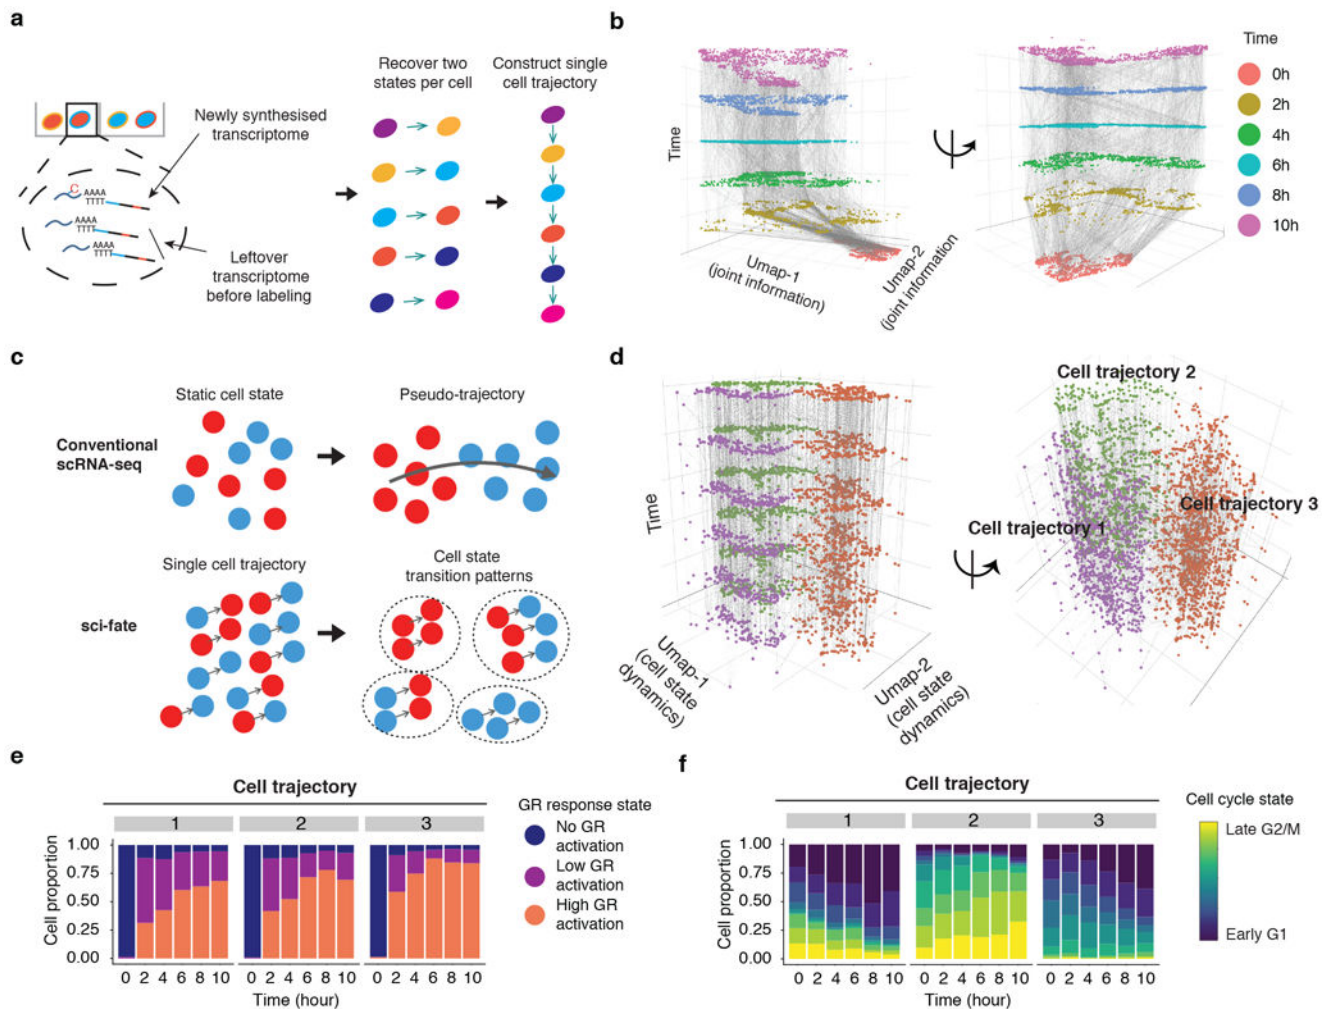 a
Newly synthesised
transcriptome
C
AAAA
TTTT
AAAA
TTTT
AAAA
TTTT
Leftover
transcriptome
before labeling
Recover two
states per cell
Construct single
cell trajectory
b
Time
Umap-1
(joint information)
Umap-2
(joint information)
Time
0h
2h
4h
6h
8h
10h
c
Static cell state
Pseudo-trajectory
Conventional
scRNA-seq
Single cell trajectory
Cell state
transition patterns
sci-fate
d
Time
Umap-1
(cell state
dynamics)
Umap-2
(cell state
dynamics)
Cell trajectory 2
Cell trajectory 3
Cell trajectory 1
e
Cell trajectory
1 2 3
Cell proportion
1.00
0.75
0.50
0.25
0.00
0 2 4 6 8 10 0 2 4 6 8 10 0 2 4 6 8 10
Time (hour)
GR response state
No GR
activation
Low GR
activation
High GR
activation
f
Cell trajectory
1 2 3
Cell proportion
1.00
0.75
0.50
0.25
0.00
0 2 4 6 8 10 0 2 4 6 8 10 0 2 4 6 8 10
Time (hour)
Cell cycle state
Late G2/M
Early G1